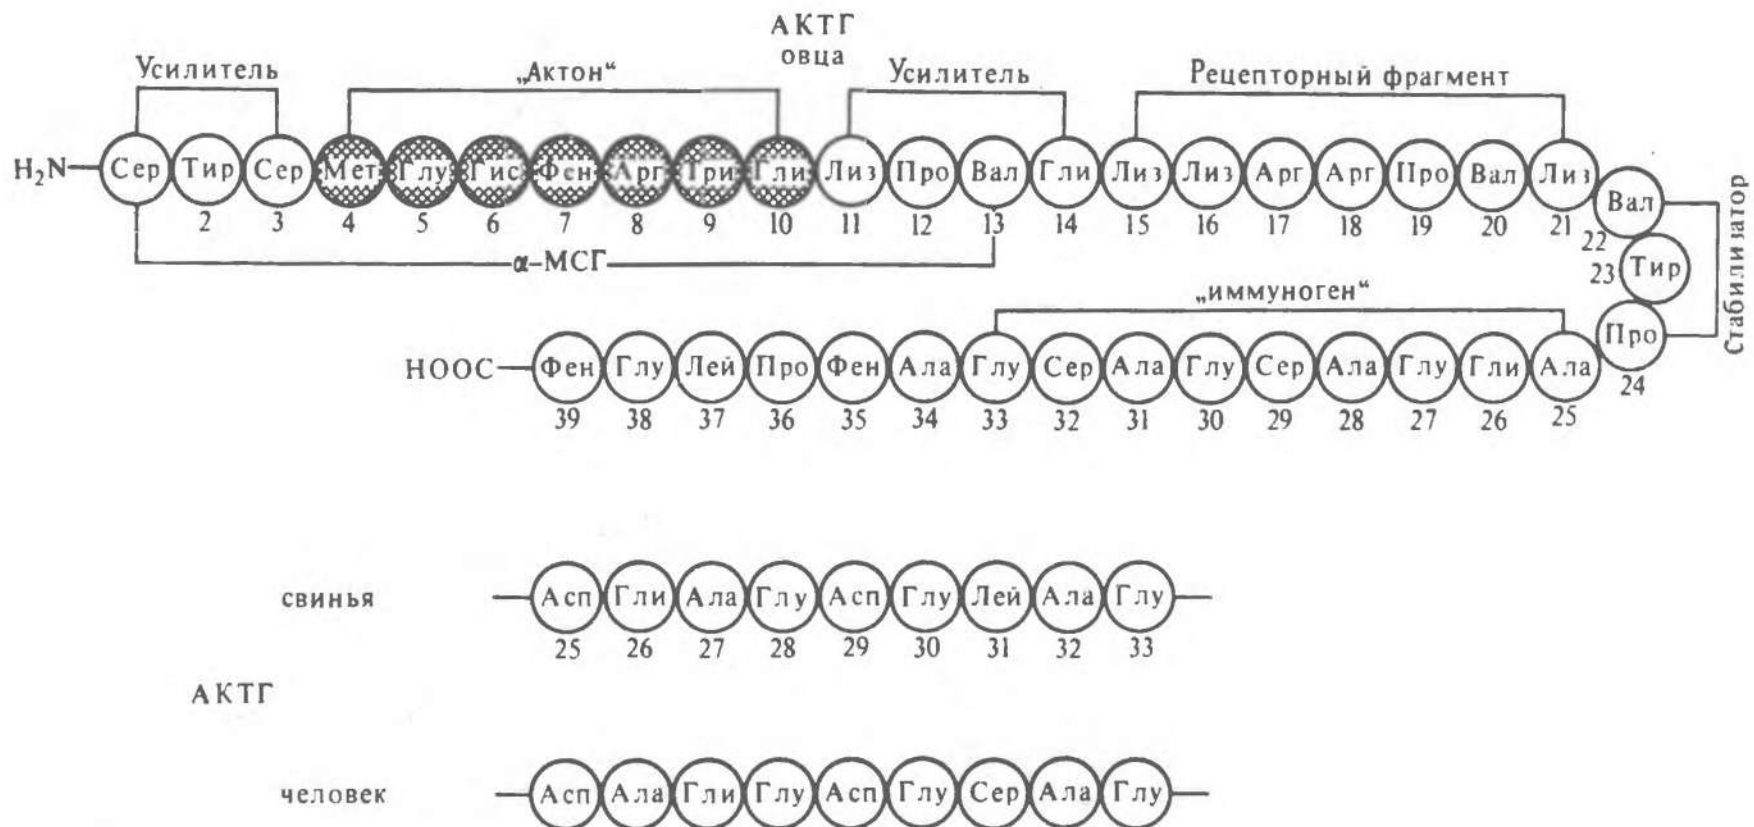 АКТГ
овца
Усилитель „Актон“ Усилитель Рецепторный фрагмент
H₂N— Сер Тир Сер Мет Глу Гис Фен Арг Три Гли Лиз Про Вал Гли Лиз Лиз Арг Арг Про Вал Лиз
2 3 4 5 6 7 8 9 10 11 12 13 14 15 16 17 18 19 20 21
Вал
22
α–МСГ
Тир
23
Стабилизатор
„иммуноген“
Про
24
HOOC— Фен Глу Лей Про Фен Ала Глу Сер Ала Глу Сер Ала Глу Гли Ала
39 38 37 36 35 34 33 32 31 30 29 28 27 26 25
свинья Асп Гли Ала Глу Асп Глу Лей Ала Глу
25 26 27 28 29 30 31 32 33
АКТГ
человек Асп Ала Гли Глу Асп Глу Сер Ала Глу